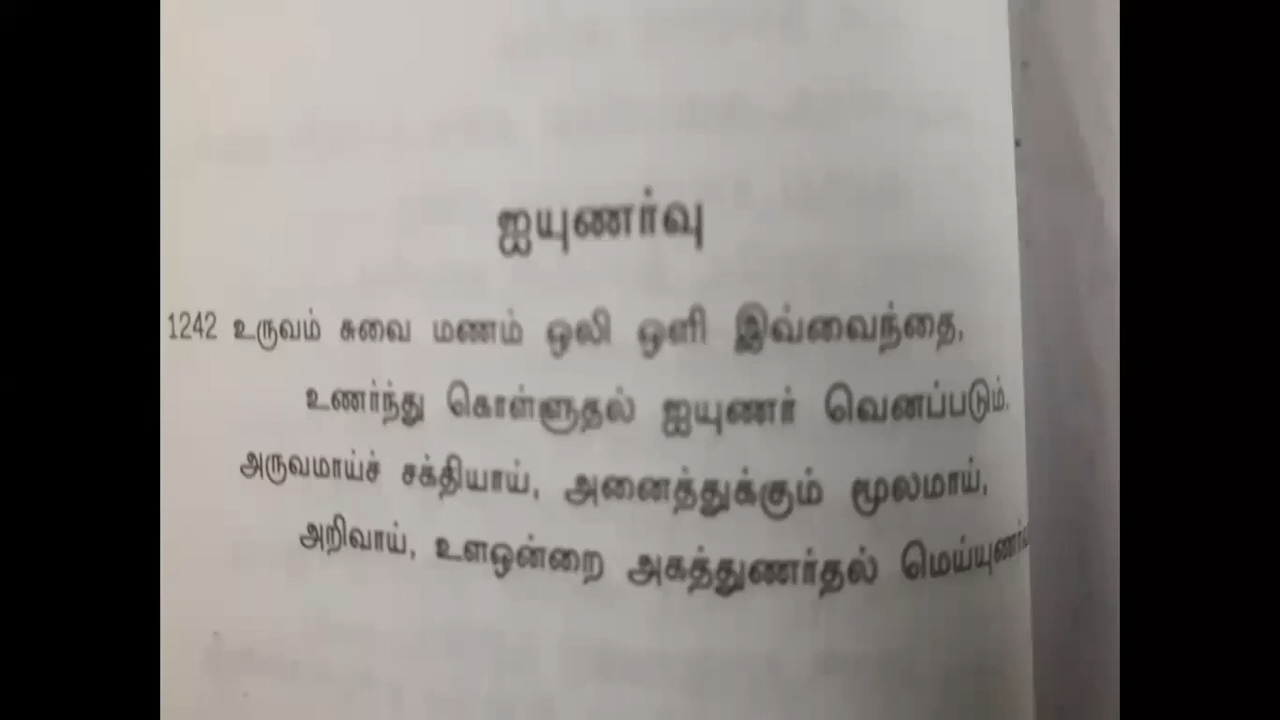 ஐயுணர்வு
1242 உருவம் சுவை மணம் ஒலி ஒளி இவ்வைந்தை,
உணர்ந்து கொள்ளுதல் ஐயுணர் வெனப்படும்.
அருவமாய்ச் சக்தியாய், அனைத்துக்கும் மூலமாய்,
அறிவாய், உளஒன்றை அகத்துணர்தல்